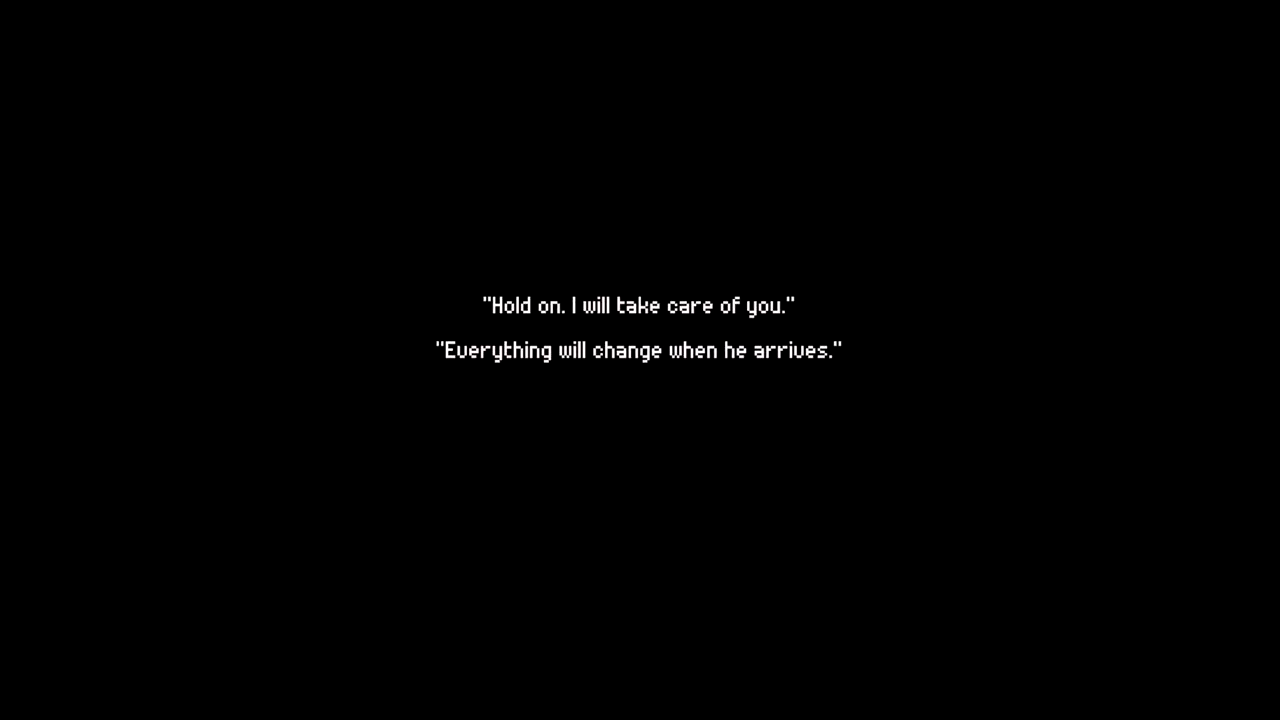 "Hold on. I will take care of you."
"Everything will change when he arrives."